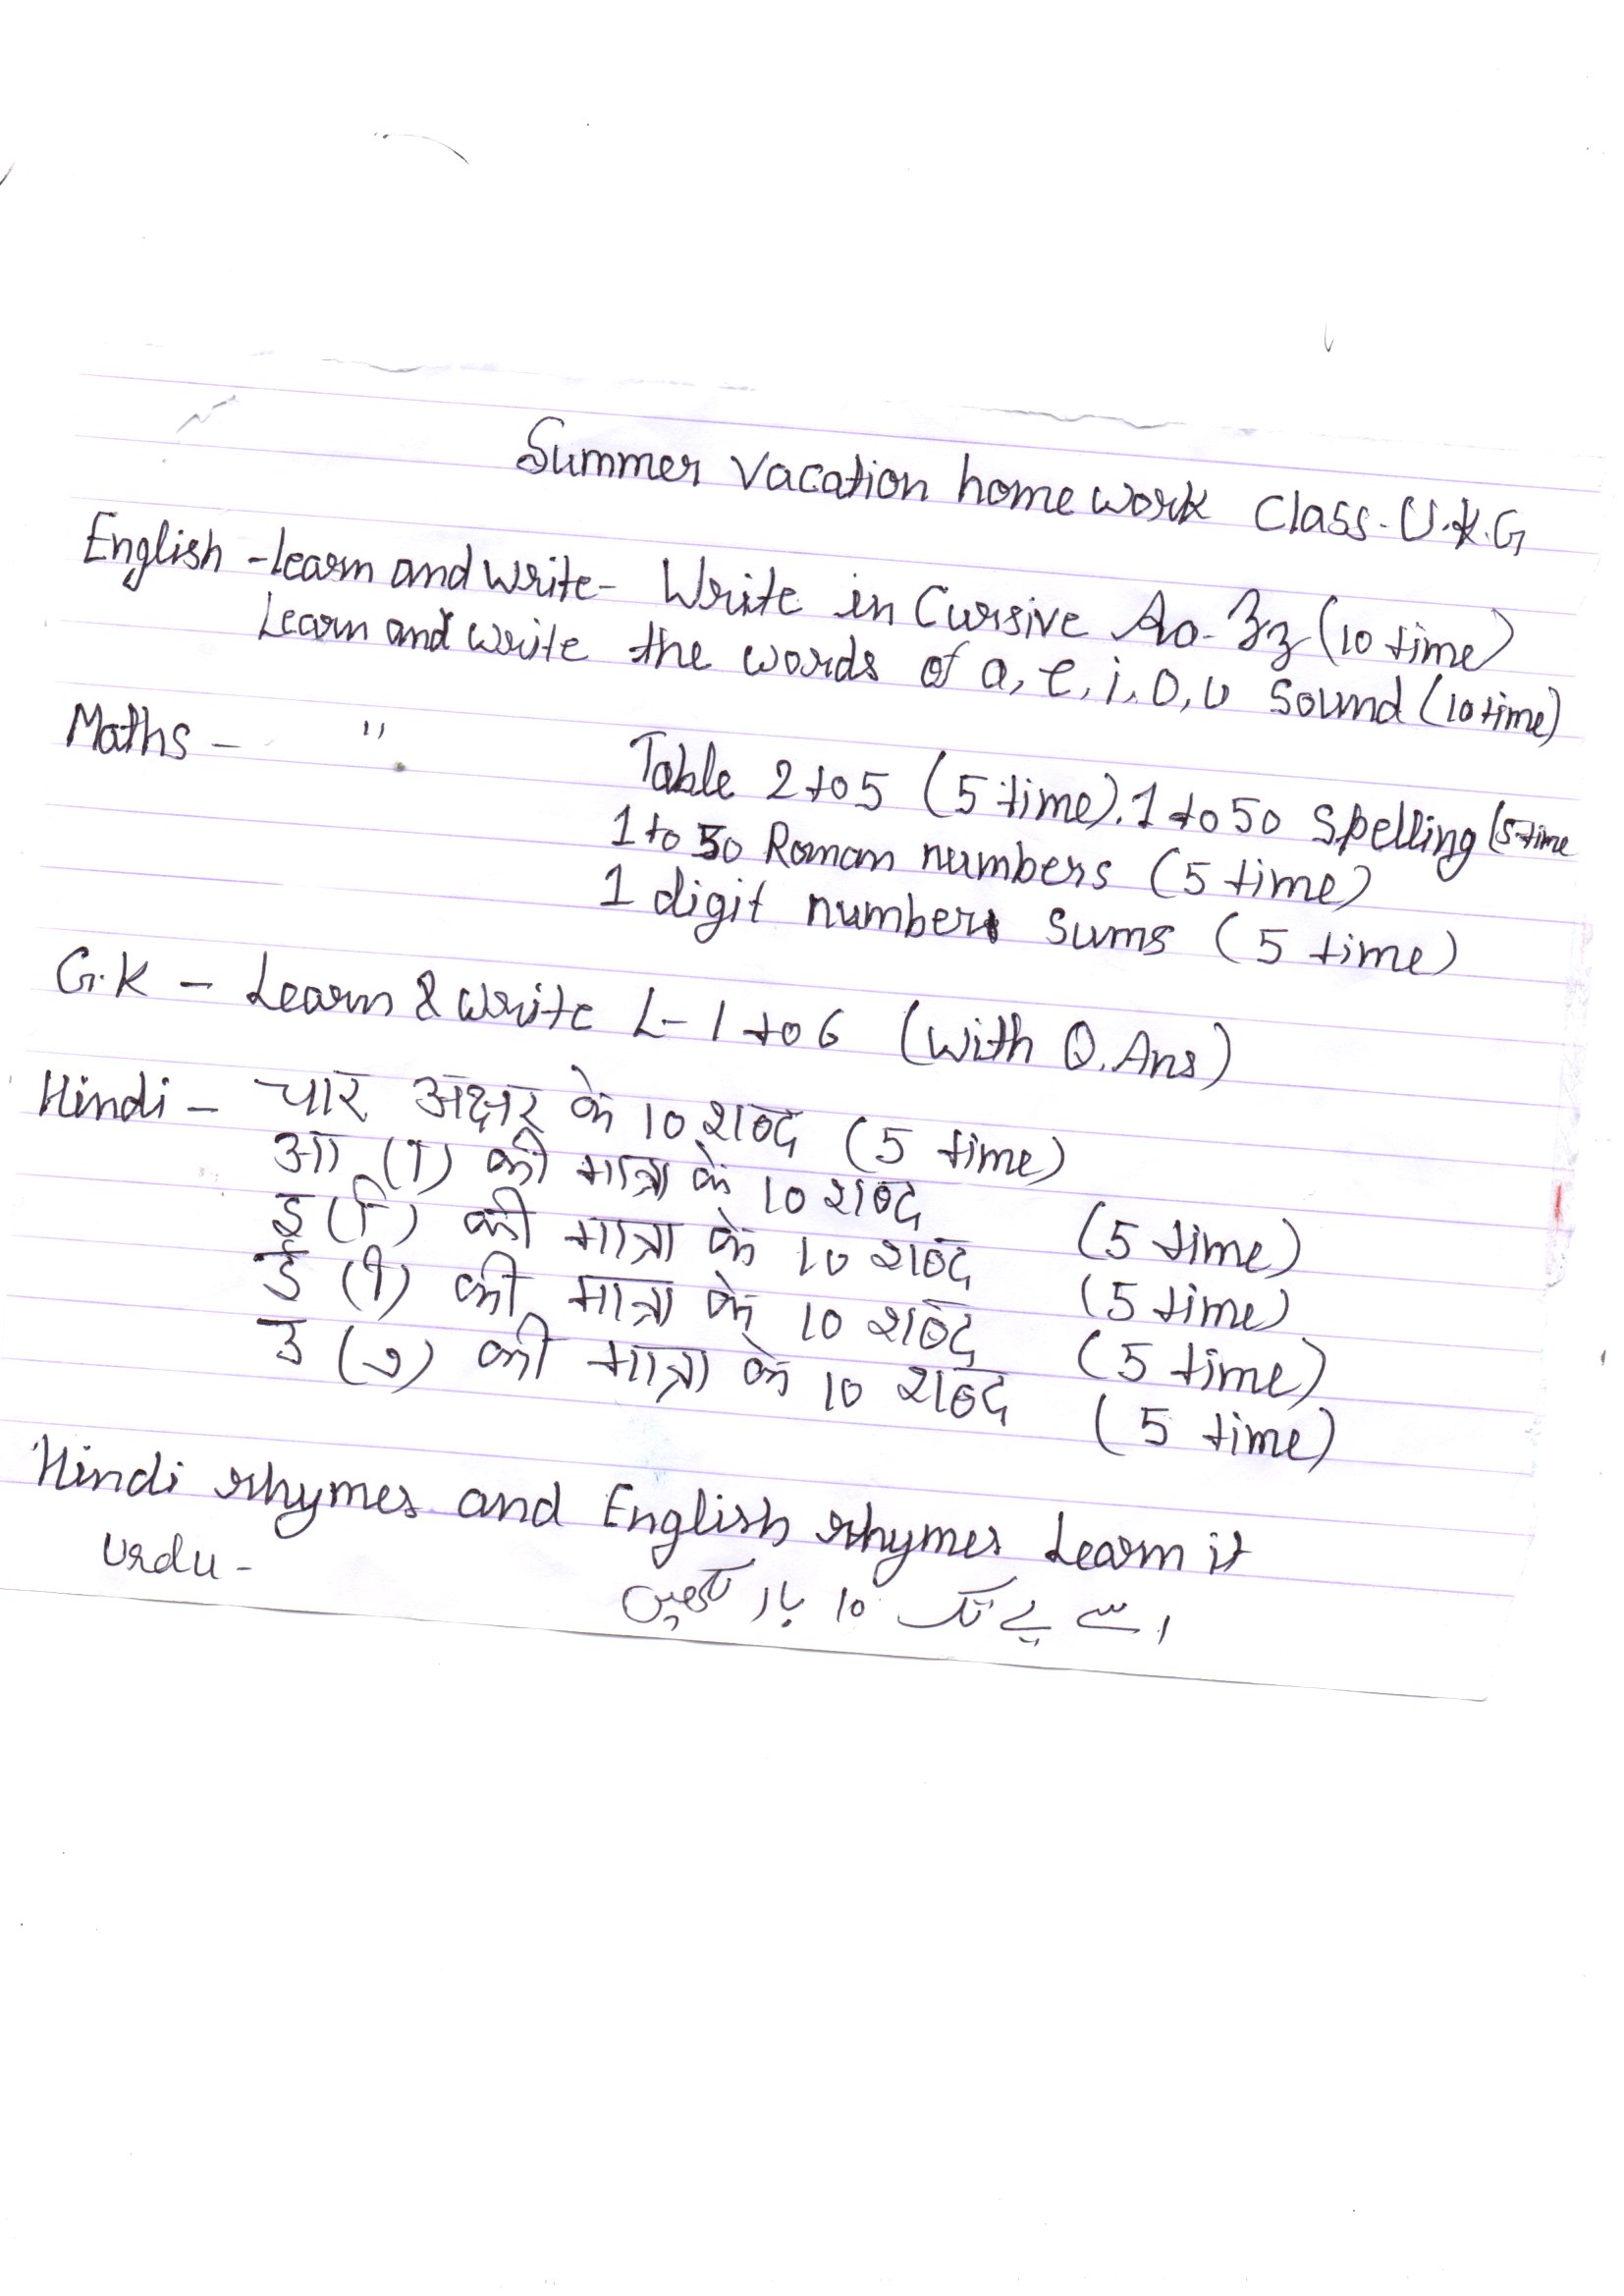 Summer Vacation home work Class-U.K.G
English - Learn and write - Write in Cursive Aa-Zz (10 time)
Learn and write the words of a, e, i, o, u Sound (10 time)
Maths - " Table 2 to 5 (5 time). 1 to 50 Spelling (5 time
1 to 50 Roman numbers (5 time)
1 digit numbers Sums (5 time)
G.K - Learn & write L-1 to 6 (With Q.Ans)
Hindi - चार अक्षर के 10 शब्द (5 time)
आ (ा) की मात्रा के 10 शब्द (5 time)
इ (ि) की मात्रा के 10 शब्द (5 time)
ई (ी) की मात्रा के 10 शब्द (5 time)
उ (ु) की मात्रा के 10 शब्द (5 time)
Hindi rhymes and English rhymes Learn it
Urdu - ا سے ے تک 10 بار لکھیں